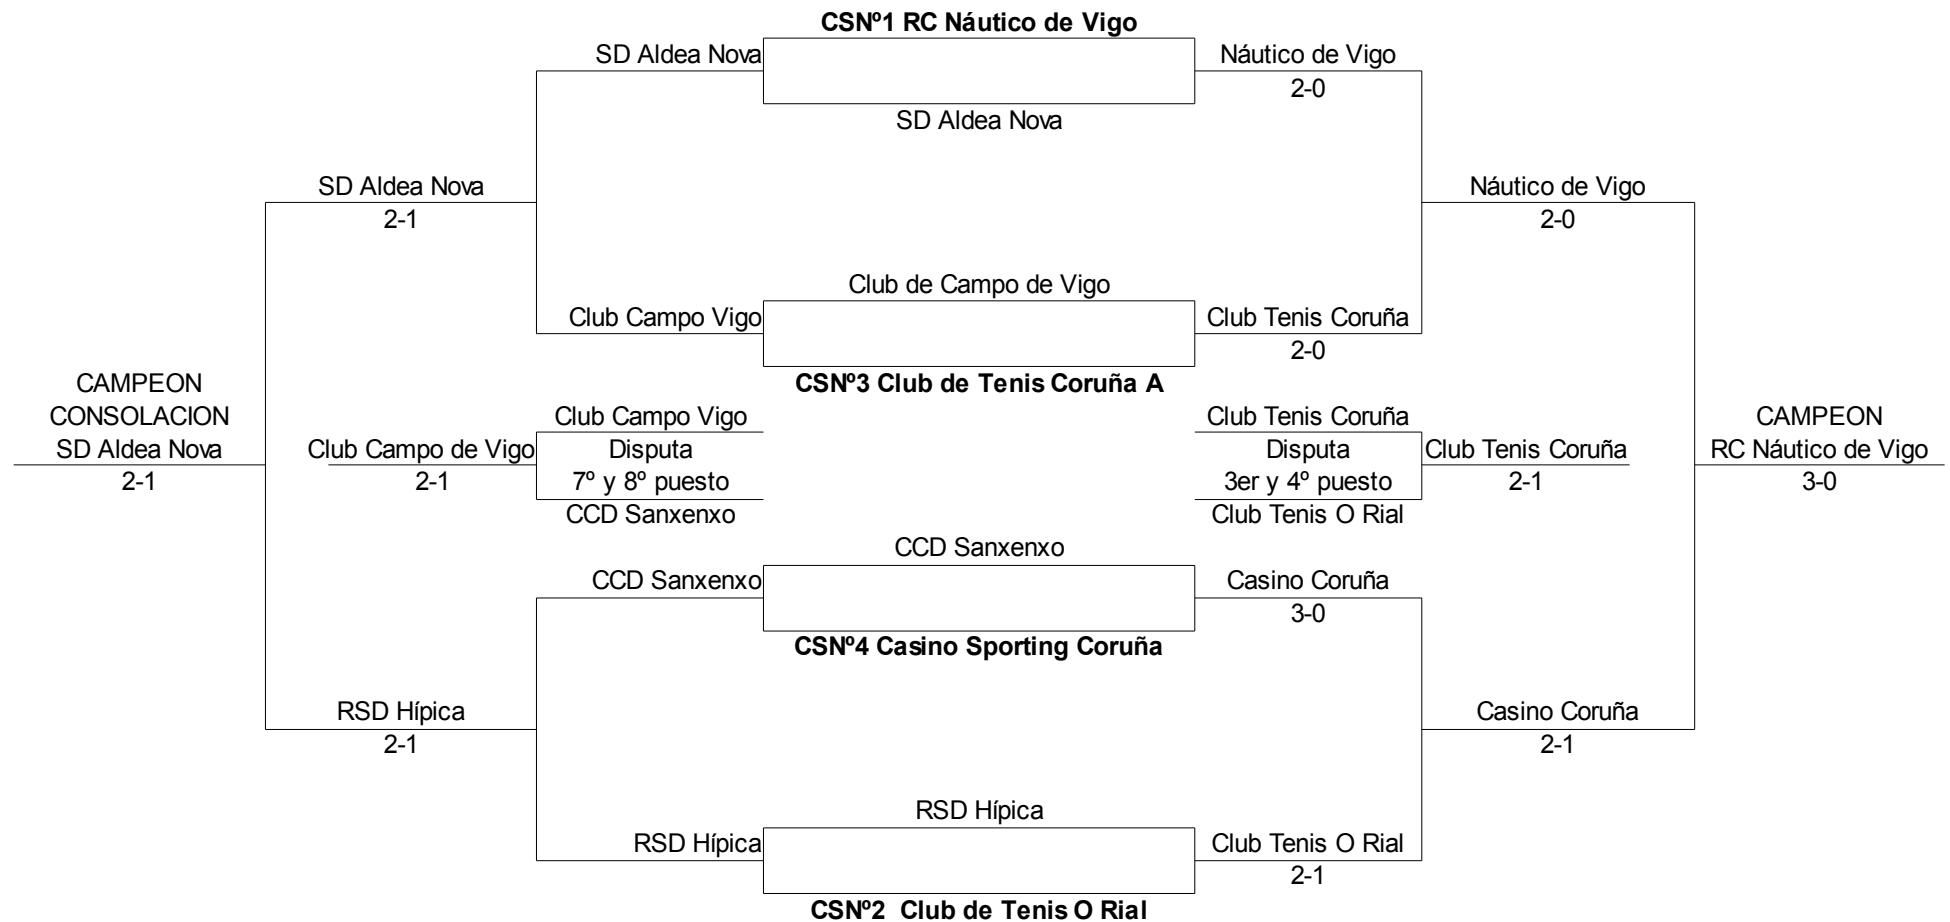 CSNº1 RC Náutico de Vigo
SD Aldea Nova
Náutico de Vigo
2-0
SD Aldea Nova
SD Aldea Nova
2-1
Náutico de Vigo
2-0
Club de Campo de Vigo
Club Campo Vigo
Club Tenis Coruña
2-0
CSNº3 Club de Tenis Coruña A
CAMPEON
CONSOLACION
SD Aldea Nova
2-1
Club Campo Vigo
Disputa
7º y 8º puesto
CCD Sanxenxo
Club Campo de Vigo
2-1
Club Tenis Coruña
Disputa
3er y 4º puesto
Club Tenis O Rial
Club Tenis Coruña
2-1
CAMPEON
RC Náutico de Vigo
3-0
CCD Sanxenxo
CCD Sanxenxo
Casino Coruña
3-0
CSNº4 Casino Sporting Coruña
RSD Hípica
2-1
Casino Coruña
2-1
RSD Hípica
RSD Hípica
Club Tenis O Rial
2-1
CSNº2 Club de Tenis O Rial